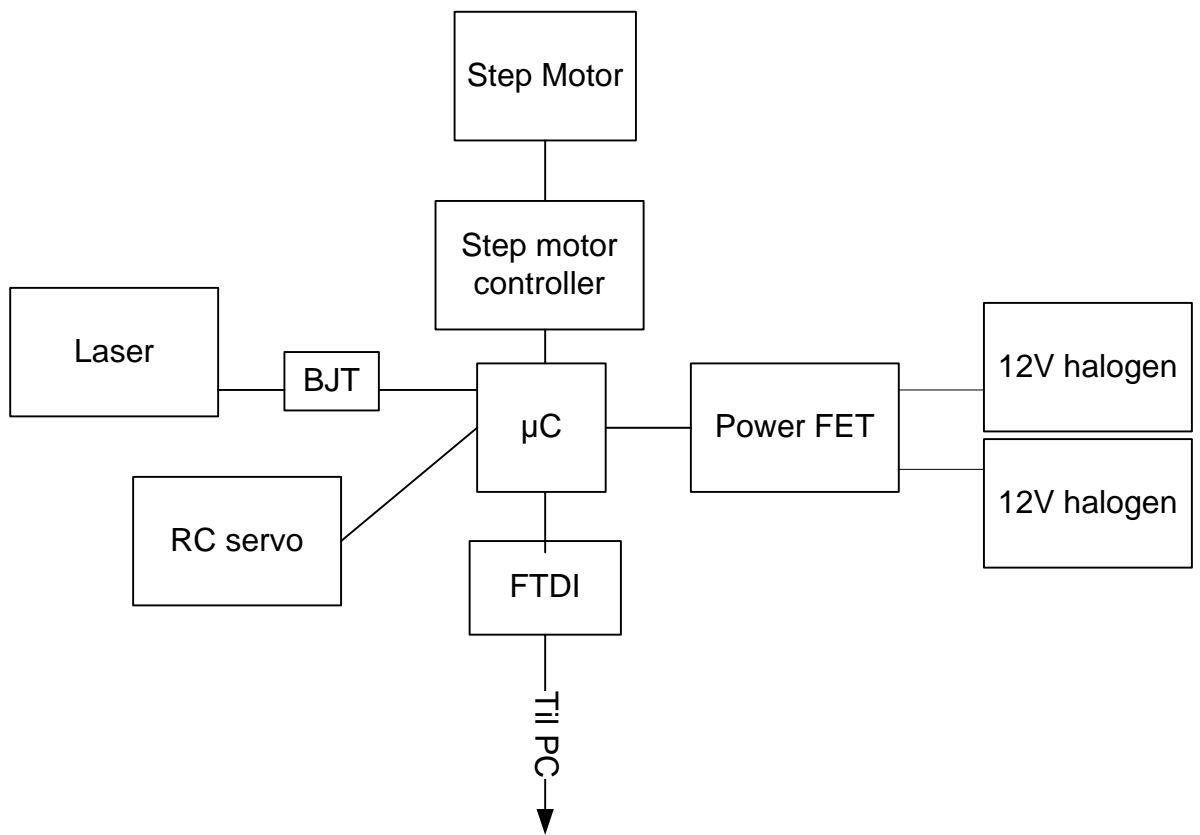 Step Motor
Step motor
controller
Laser
BJT
µC
Power FET
12V halogen
12V halogen
RC servo
FTDI
Til PC